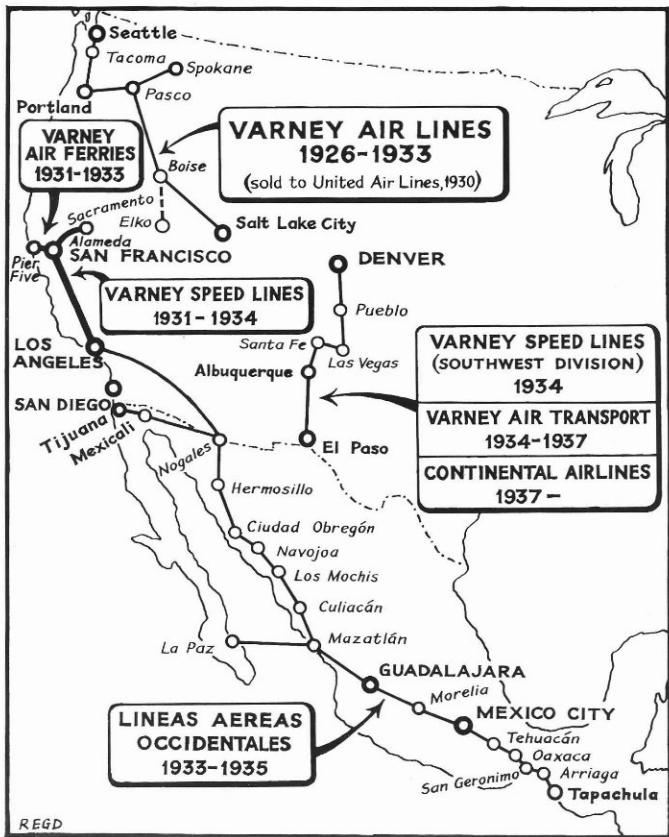 Seattle
Tacoma
Spokane
Portland
Pasco
VARNEY
AIR FERRIES
1931-1933
VARNEY AIR LINES
1926-1933
(sold to United Air Lines, 1930)
Boise
Sacramento
Elko
Salt Lake City
Alameda
Pier
Five
SAN FRANCISCO
DENVER
VARNEY SPEED LINES
1931-1934
Pueblo
LOS
ANGELES
Santa Fe
Las Vegas
Albuquerque
VARNEY SPEED LINES
(SOUTHWEST DIVISION)
1934
VARNEY AIR TRANSPORT
1934-1937
CONTINENTAL AIRLINES
1937 -
SAN DIEGO
Tijuana
Mexicali
El Paso
Nogales
Hermosillo
Ciudad Obregón
Navojoa
Los Mochis
Culiacán
La Paz
Mazatlán
GUADALAJARA
Morelia
MEXICO CITY
LINEAS AEREAS
OCCIDENTALES
1933-1935
Tehuacán
Oaxaca
San Geronimo
Arriaga
Tapachula
REGD